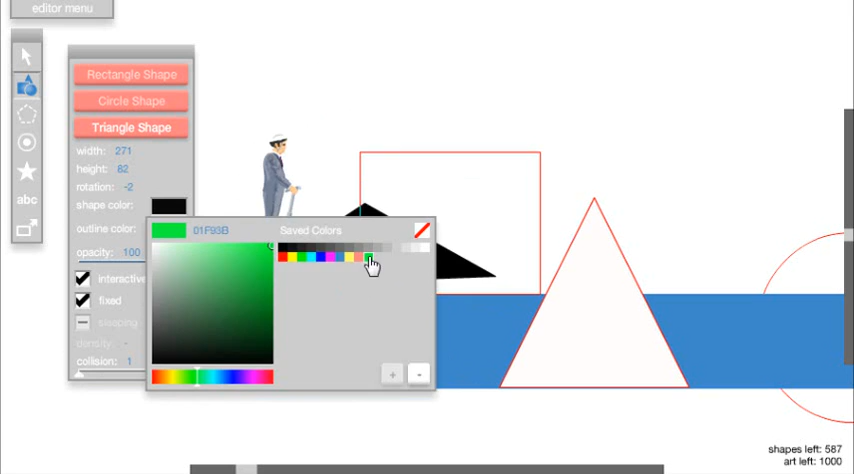 editor menu
Rectangle Shape
Circle Shape
Triangle Shape
width: 271
height: 62
rotation: -2
shape color:
outline color:
opacity: 100
interactive
fixed
sleeping
density: -
collision: 1
abc
01F93B
Saved Colors
+
-
shapes left: 587
art left: 1000